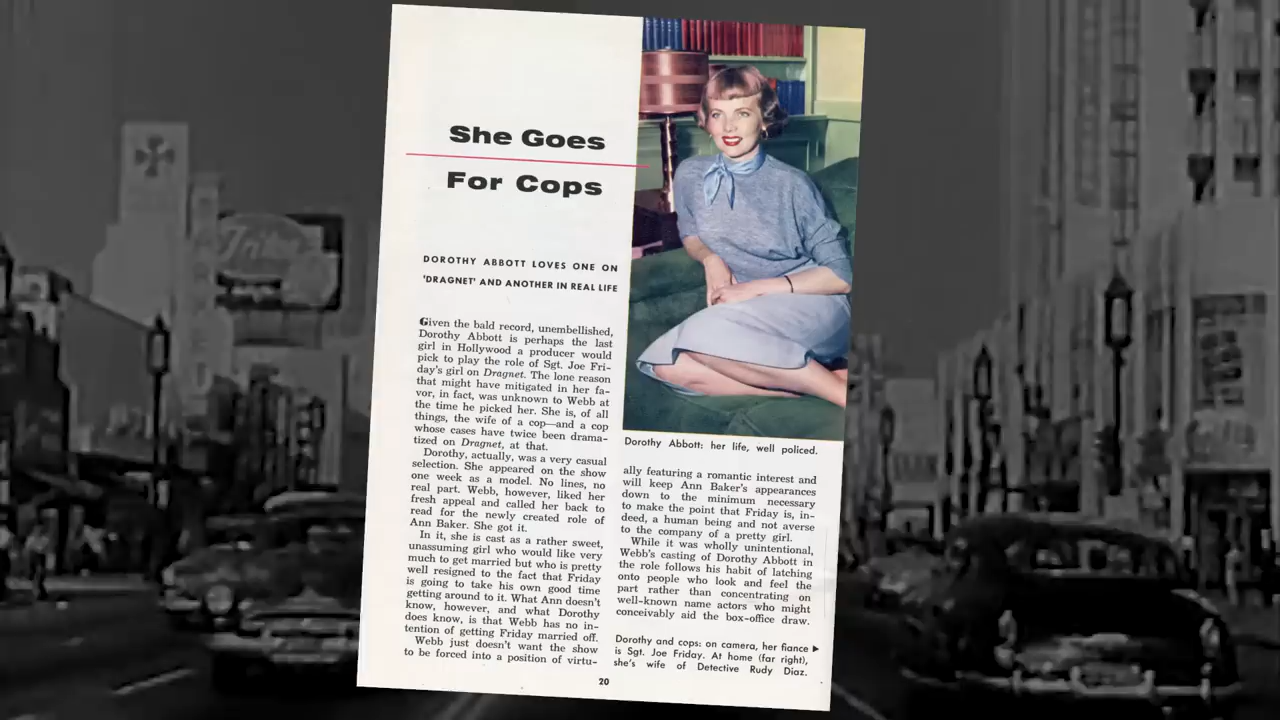 She Goes
For Cops
DOROTHY ABBOTT LOVES ONE ON
'DRAGNET' AND ANOTHER IN REAL LIFE
Given the bald record, unembellished,
Dorothy Abbott is perhaps the last
girl in Hollywood a producer would
pick to play the role of Sgt. Joe Fri-
day's girl on Dragnet. The lone reason
that might have mitigated in her fa-
vor, in fact, was unknown to Webb at
the time he picked her. She is, of all
things, the wife of a cop—and a cop
whose cases have twice been drama-
tized on Dragnet, at that.
Dorothy, actually, was a very casual
selection. She appeared on the show
one week as a model. No lines, no
real part. Webb, however, liked her
fresh appeal and called her back to
read for the newly created role of
Ann Baker. She got it.
In it, she is cast as a rather sweet,
unassuming girl who would like very
much to get married but who is pretty
well resigned to the fact that Friday
is going to take his own good time
getting around to it. What Ann doesn't
know, however, and what Dorothy
does know, is that Webb has no in-
tention of getting Friday married off.
Webb just doesn't want the show
to be forced into a position of virtu-
Dorothy Abbott: her life, well policed.
ally featuring a romantic interest and
will keep Ann Baker's appearances
down to the minimum necessary
to make the point that Friday is, in-
deed, a human being and not averse
to the company of a pretty girl.
While it was wholly unintentional,
Webb's casting of Dorothy Abbott in
the role follows his habit of latching
onto people who look and feel the
part rather than concentrating on
well-known name actors who might
conceivably aid the box-office draw.
Dorothy and cops: on camera, her fiance ▶
is Sgt. Joe Friday. At home (far right),
she's wife of Detective Rudy Diaz.
20